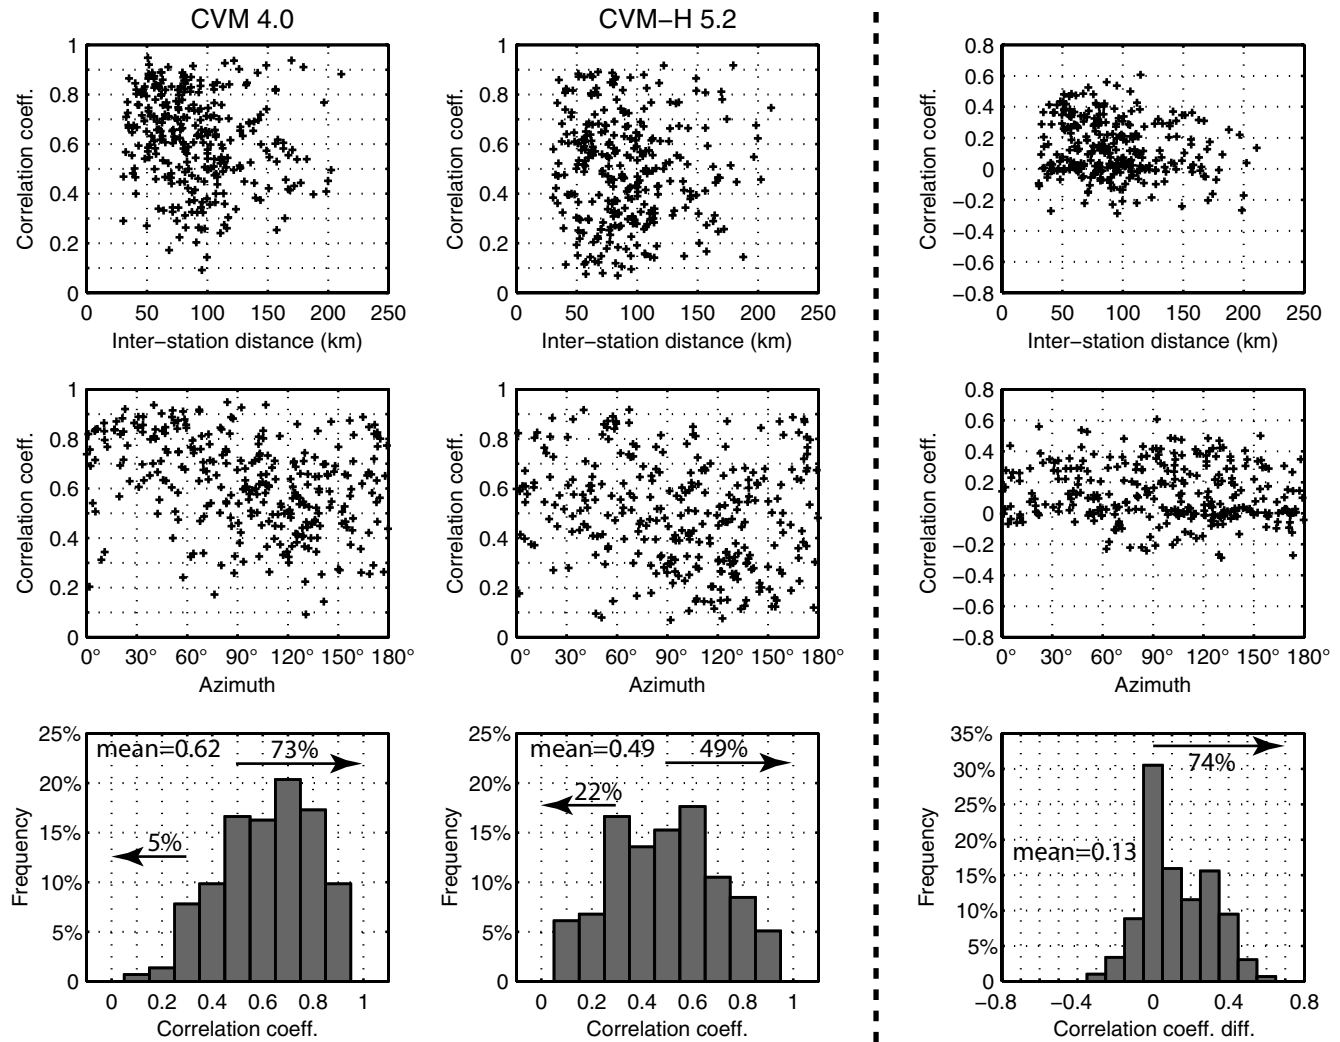 CVM 4.0
CVM−H 5.2
Correlation coeff.
1
0.8
0.6
0.4
0.2
0
0 50 100 150 200 250
Inter−station distance (km)
Correlation coeff.
1
0.8
0.6
0.4
0.2
0
0 50 100 150 200 250
Inter−station distance (km)
Correlation coeff.
0.8
0.6
0.4
0.2
0
−0.2
−0.4
−0.6
−0.8
0 50 100 150 200 250
Inter−station distance (km)
Correlation coeff.
1
0.8
0.6
0.4
0.2
0
0° 30° 60° 90° 120° 150° 180°
Azimuth
Correlation coeff.
1
0.8
0.6
0.4
0.2
0
0° 30° 60° 90° 120° 150° 180°
Azimuth
Correlation coeff.
0.8
0.6
0.4
0.2
0
−0.2
−0.4
−0.6
−0.8
0° 30° 60° 90° 120° 150° 180°
Azimuth
Frequency
25%
20%
15%
10%
5%
0
mean=0.62
73%
5%
0 0.2 0.4 0.6 0.8 1
Correlation coeff.
Frequency
25%
20%
15%
10%
5%
0
mean=0.49
49%
22%
0 0.2 0.4 0.6 0.8 1
Correlation coeff.
Frequency
35%
30%
25%
20%
15%
10%
5%
0
74%
mean=0.13
−0.8 −0.4 0 0.4 0.8
Correlation coeff. diff.